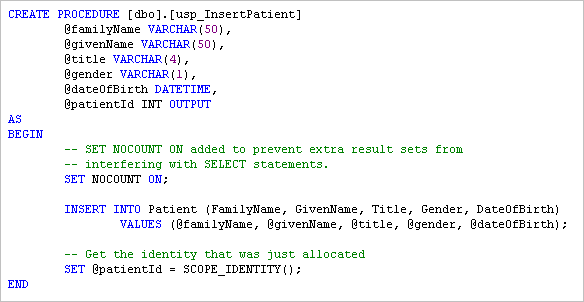 CREATE PROCEDURE [dbo].[usp_InsertPatient]
@familyName VARCHAR(50),
@givenName VARCHAR(50),
@title VARCHAR(4),
@gender VARCHAR(1),
@dateOfBirth DATETIME,
@patientId INT OUTPUT
AS
BEGIN
-- SET NOCOUNT ON added to prevent extra result sets from
-- interfering with SELECT statements.
SET NOCOUNT ON;
INSERT INTO Patient (FamilyName, GivenName, Title, Gender, DateOfBirth)
VALUES (@familyName, @givenName, @title, @gender, @dateOfBirth);
-- Get the identity that was just allocated
SET @patientId = SCOPE_IDENTITY();
END